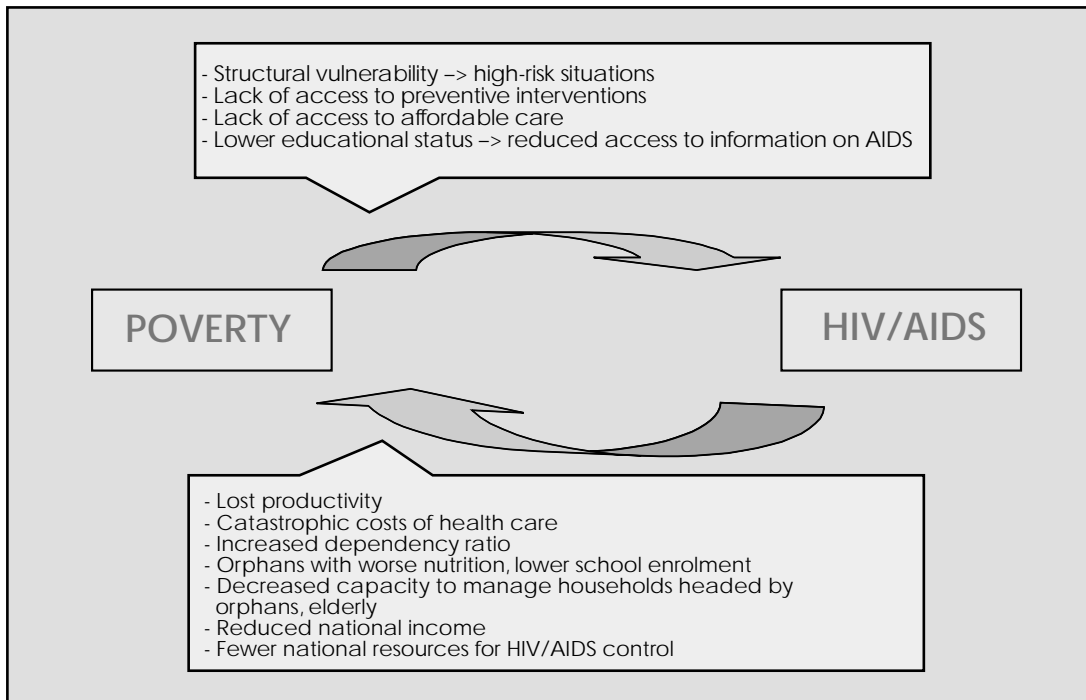 - Structural vulnerability –> high-risk situations
- Lack of access to preventive interventions
- Lack of access to affordable care
- Lower educational status –> reduced access to information on AIDS
POVERTY
HIV/AIDS
- Lost productivity
- Catastrophic costs of health care
- Increased dependency ratio
- Orphans with worse nutrition, lower school enrolment
- Decreased capacity to manage households headed by
orphans, elderly
- Reduced national income
- Fewer national resources for HIV/AIDS control